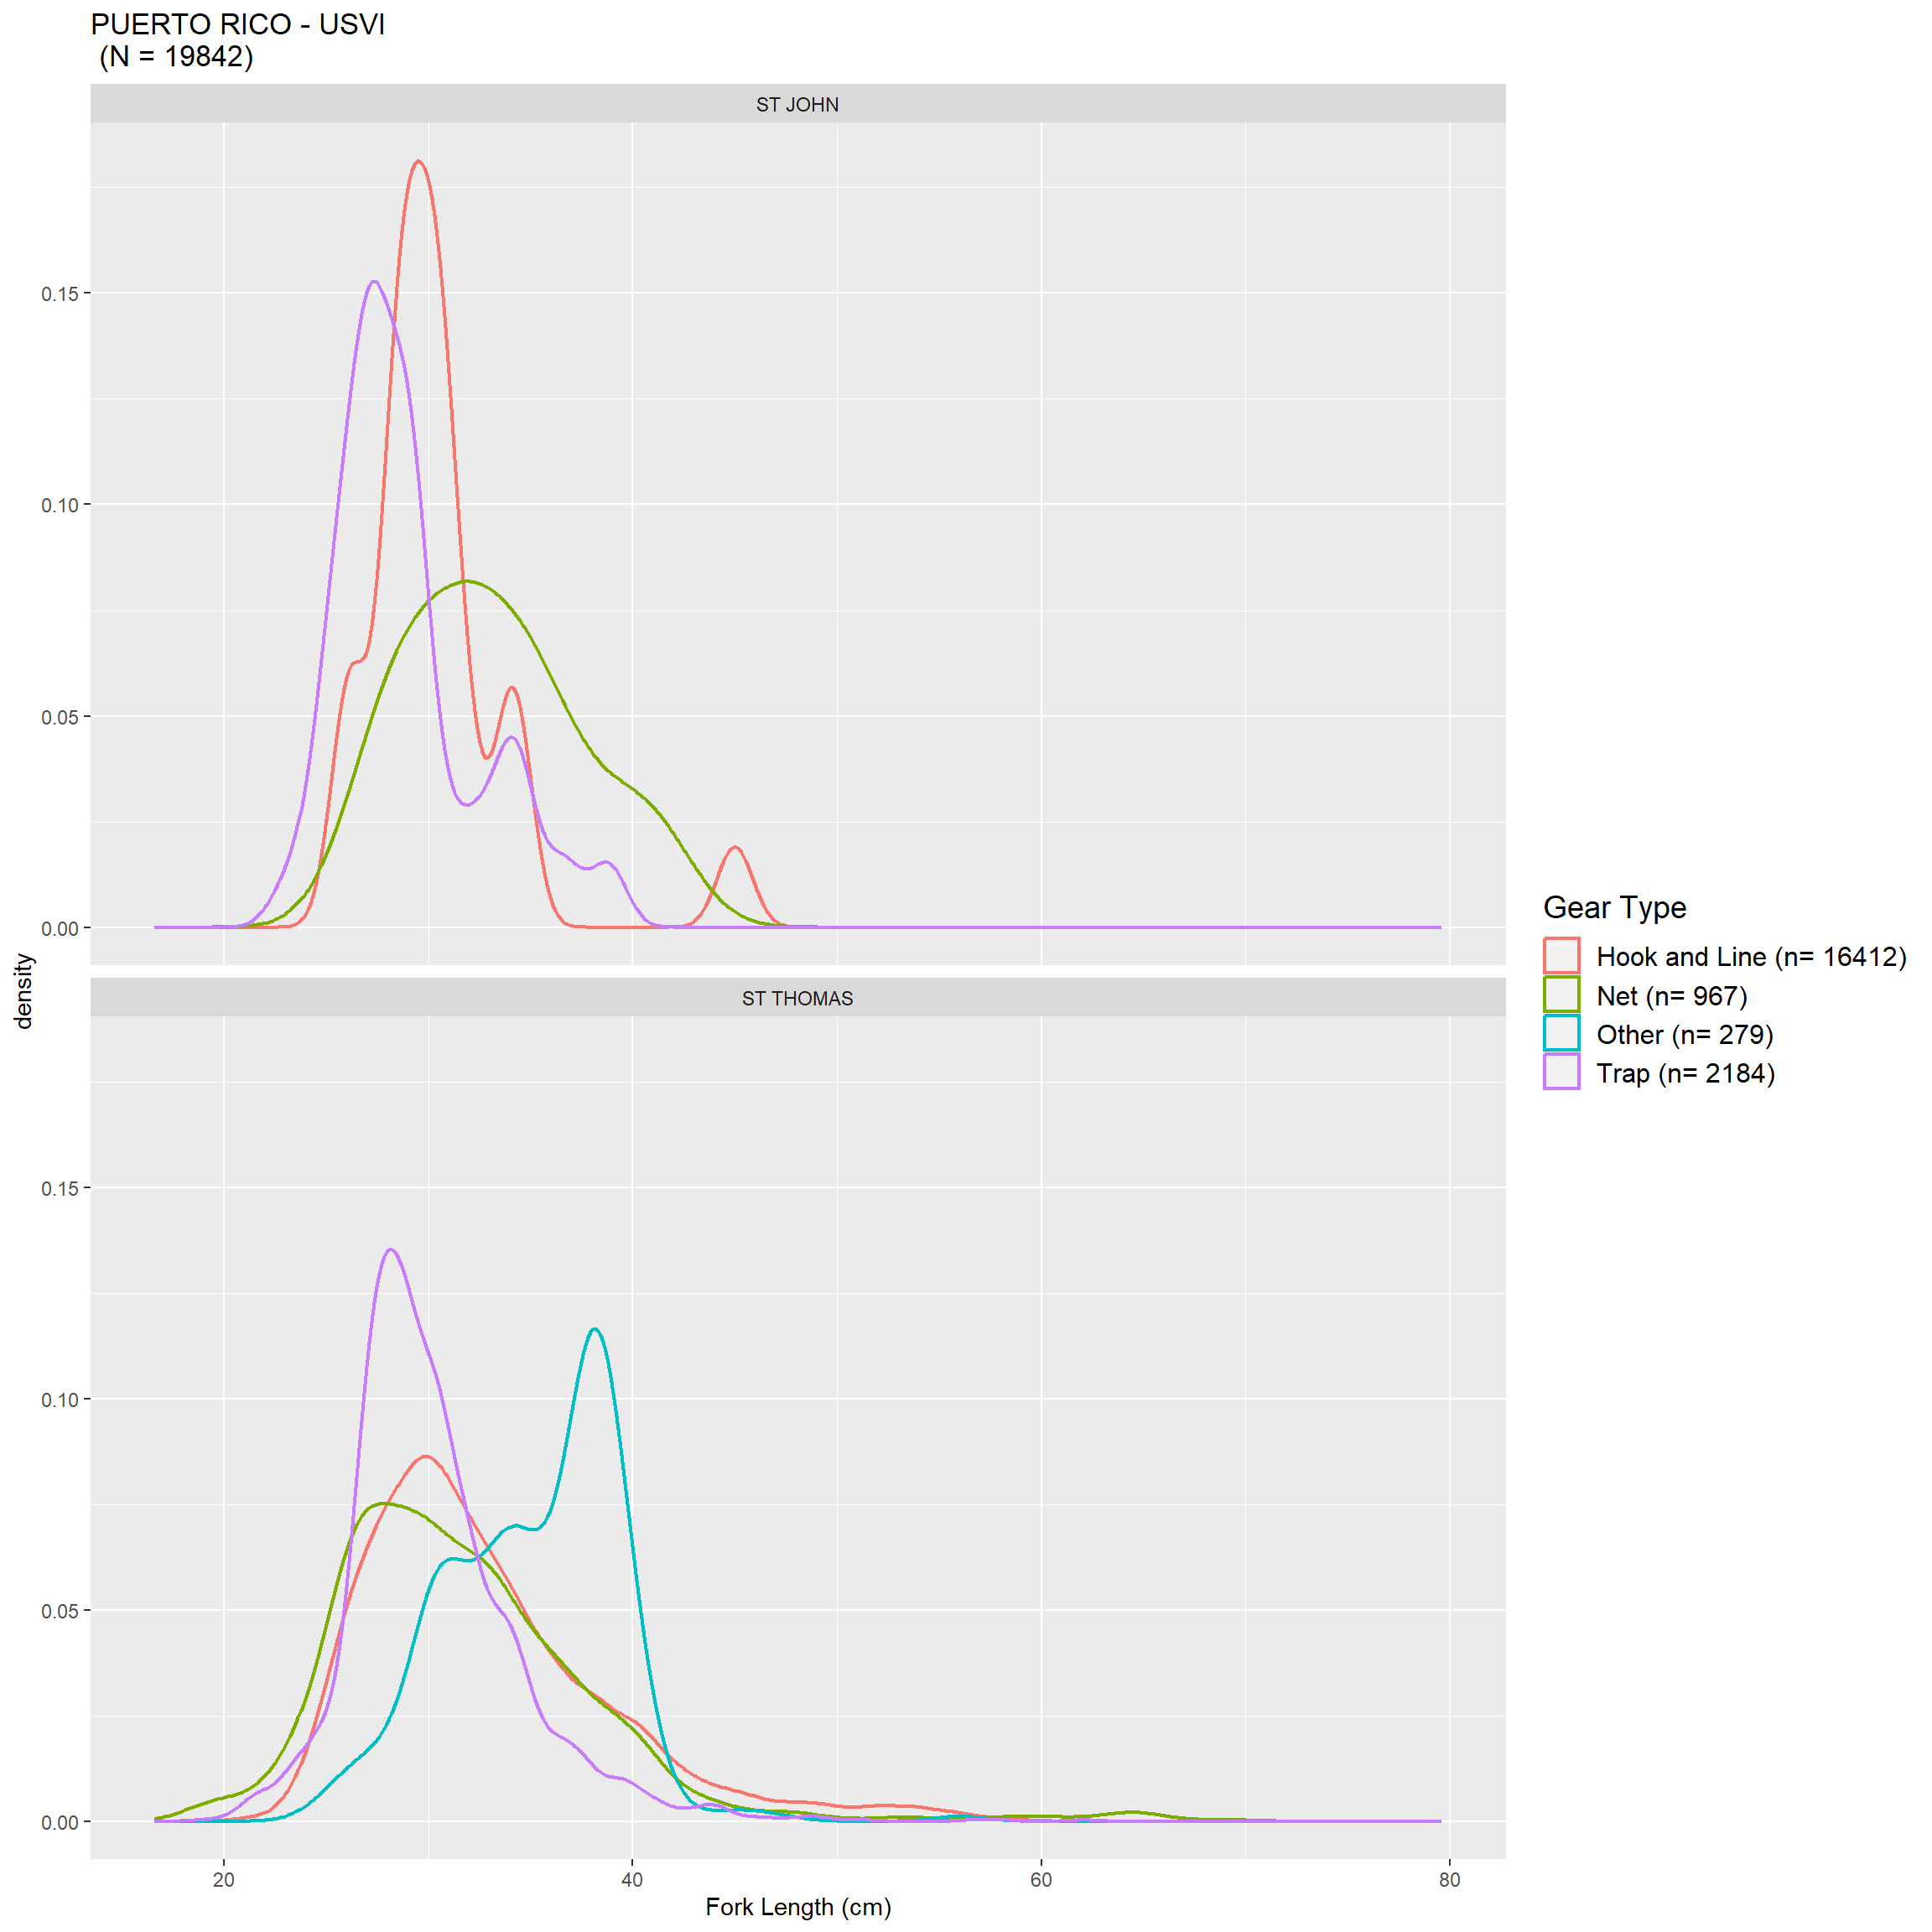 PUERTO RICO - USVI
(N = 19842)
ST JOHN
0.15
0.10
0.05
0.00
density
ST THOMAS
0.15
0.10
0.05
0.00
20 40 60 80
Fork Length (cm)
Gear Type
Hook and Line (n= 16412)
Net (n= 967)
Other (n= 279)
Trap (n= 2184)